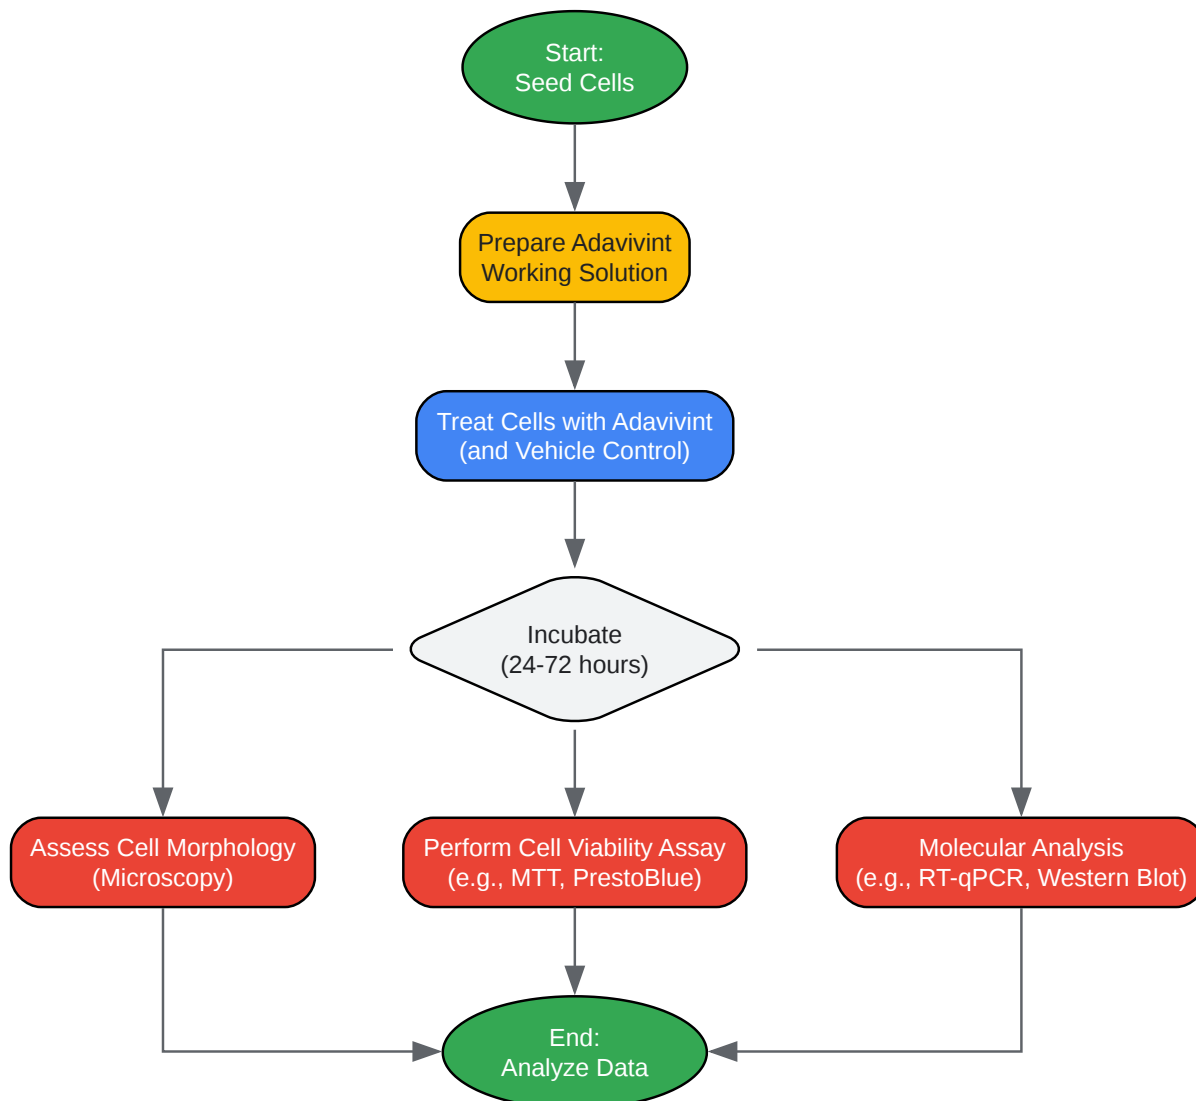 Start:
Seed Cells
Prepare Adavivint
Working Solution
Treat Cells with Adavivint
(and Vehicle Control)
Incubate
(24-72 hours)
Assess Cell Morphology
(Microscopy)
Perform Cell Viability Assay
(e.g., MTT, PrestoBlue)
Molecular Analysis
(e.g., RT-qPCR, Western Blot)
End:
Analyze Data